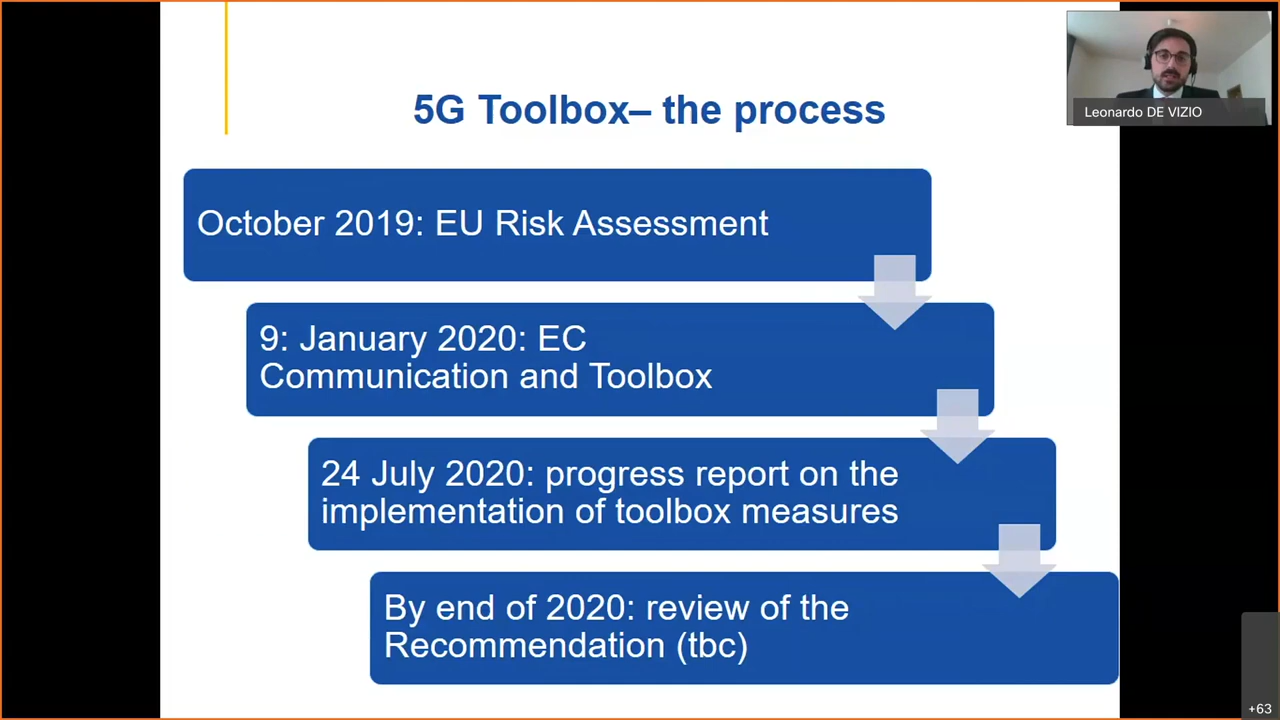 5G Toolbox– the process
Leonardo DE VIZIO
October 2019: EU Risk Assessment
9: January 2020: EC
Communication and Toolbox
24 July 2020: progress report on the
implementation of toolbox measures
By end of 2020: review of the
Recommendation (tbc)
+63